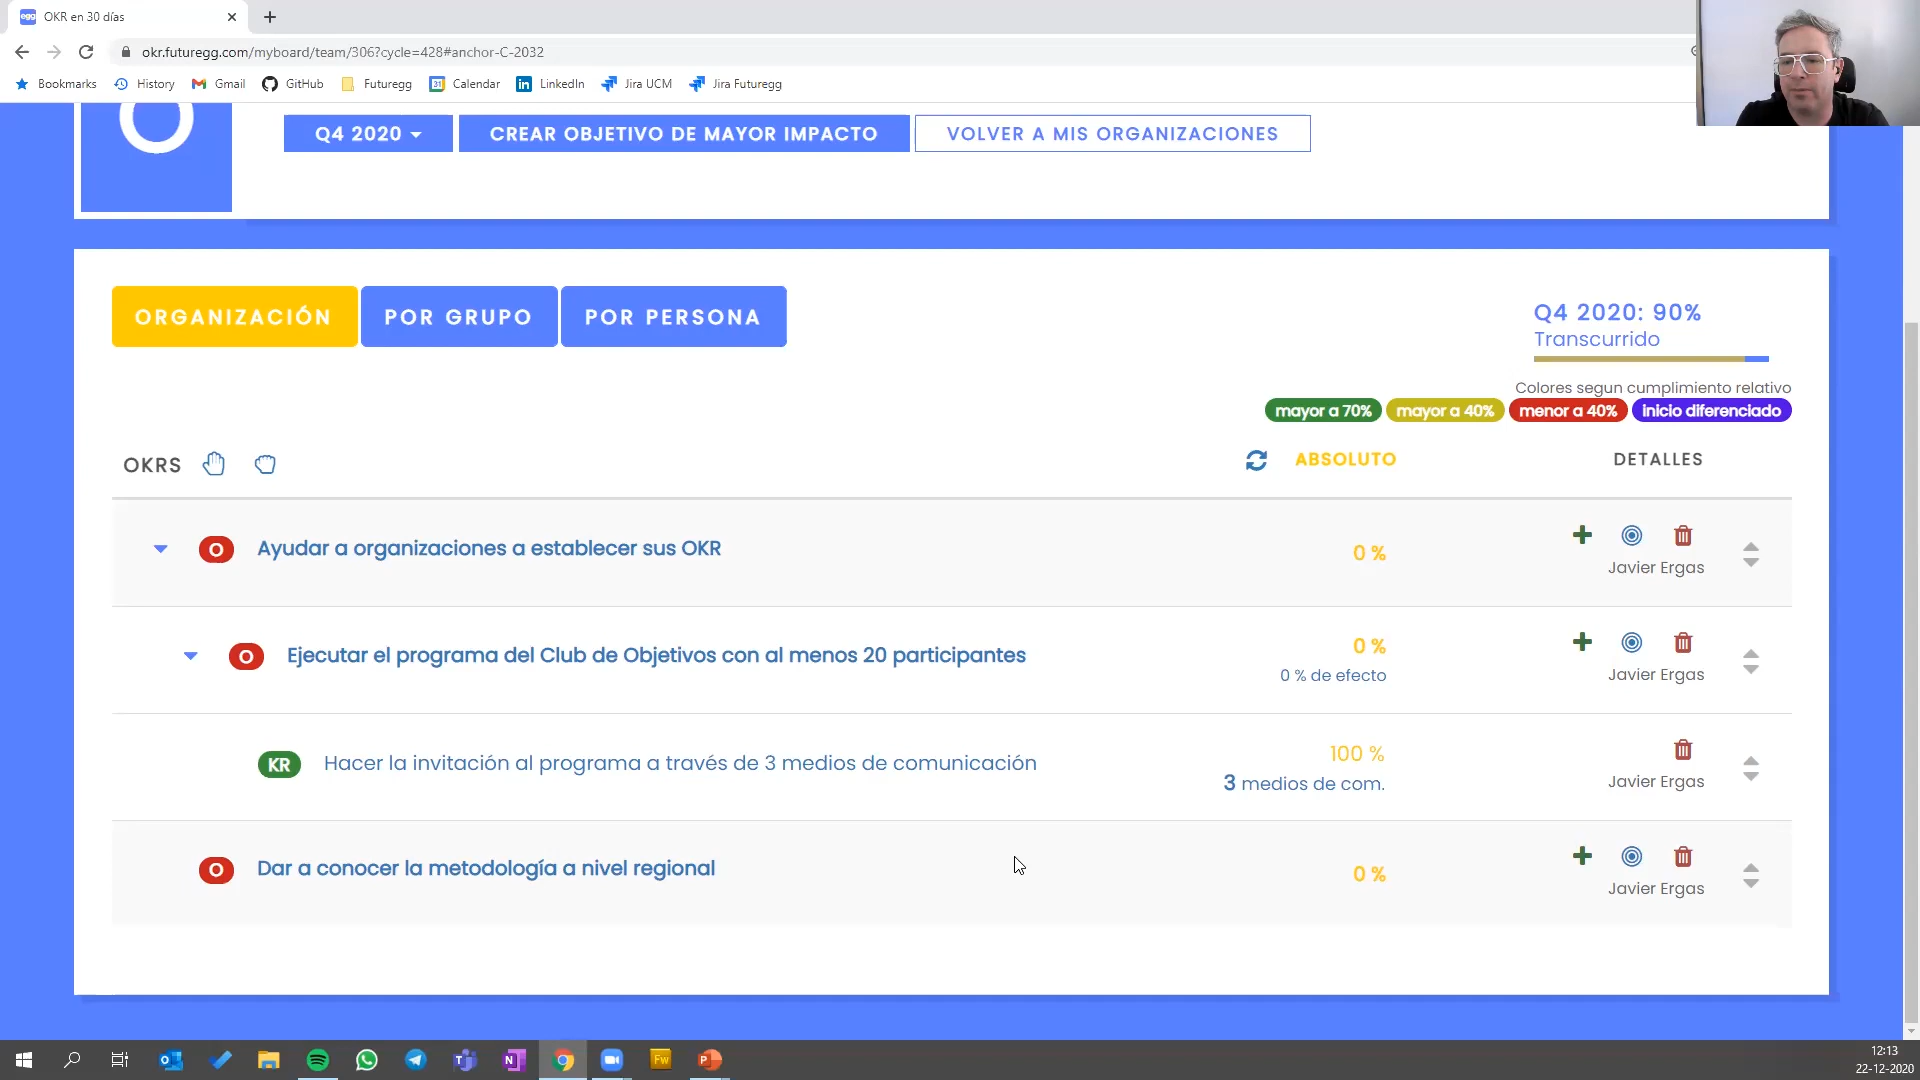 egg OKR en 30 días
okr.futuregg.com/myboard/team/306?cycle=428#anchor-C-2032
Bookmarks History Gmail GitHub Futuregg 31 Calendar in LinkedIn Jira UCM Jira Futuregg
O
Q4 2020 CREAR OBJETIVO DE MAYOR IMPACTO VOLVER A MIS ORGANIZACIONES
ORGANIZACIÓN POR GRUPO POR PERSONA
Q4 2020: 90%
Transcurrido
Colores segun cumplimiento relativo
mayor a 70% mayor a 40% menor a 40% inicio diferenciado
OKRS ABSOLUTO DETALLES
O Ayudar a organizaciones a establecer sus OKR 0 %
Javier Ergas
O Ejecutar el programa del Club de Objetivos con al menos 20 participantes 0 %
0 % de efecto Javier Ergas
KR Hacer la invitación al programa a través de 3 medios de comunicación 100 %
3 medios de com. Javier Ergas
O Dar a conocer la metodología a nivel regional 0 %
Javier Ergas
Fw
12:13
22-12-2020